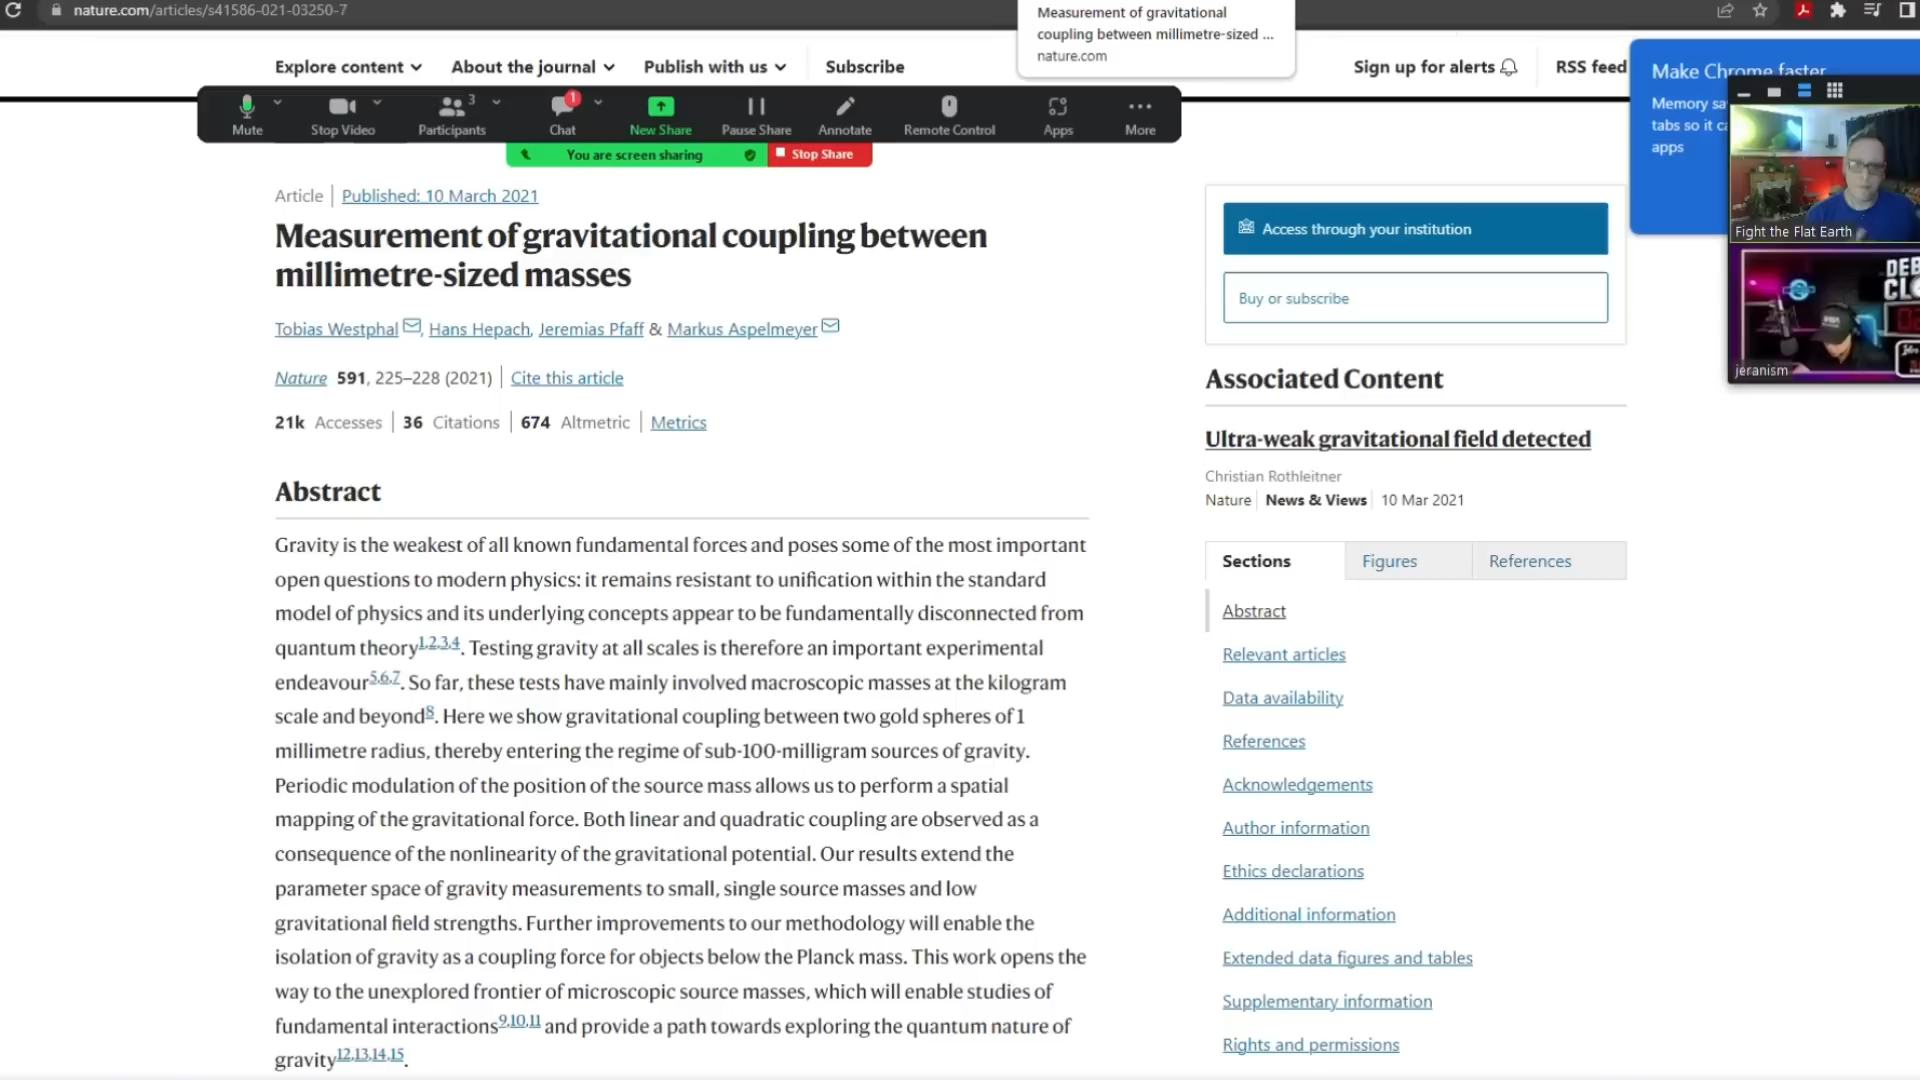 nature.com/articles/s41586-021-03250-7
Measurement of gravitational
coupling between millimetre-sized ...
nature.com
Explore content
About the journal
Publish with us
Subscribe
Sign up for alerts
RSS feed
Make Chrome faster
Memory sa
tabs so it ca
apps
Mute
Stop Video
3
Participants
1
Chat
New Share
Pause Share
Annotate
Remote Control
Apps
More
You are screen sharing
Stop Share
Fight the Flat Earth
DEB
CLO
jeranism
Article | Published: 10 March 2021
Measurement of gravitational coupling between
millimetre-sized masses
Tobias Westphal, Hans Hepach, Jeremias Pfaff & Markus Aspelmeyer
Nature 591, 225–228 (2021) | Cite this article
21k Accesses | 36 Citations | 674 Altmetric | Metrics
Abstract
Gravity is the weakest of all known fundamental forces and poses some of the most important
open questions to modern physics: it remains resistant to unification within the standard
model of physics and its underlying concepts appear to be fundamentally disconnected from
quantum theory1,2,3,4. Testing gravity at all scales is therefore an important experimental
endeavour5,6,7. So far, these tests have mainly involved macroscopic masses at the kilogram
scale and beyond8. Here we show gravitational coupling between two gold spheres of 1
millimetre radius, thereby entering the regime of sub-100-milligram sources of gravity.
Periodic modulation of the position of the source mass allows us to perform a spatial
mapping of the gravitational force. Both linear and quadratic coupling are observed as a
consequence of the nonlinearity of the gravitational potential. Our results extend the
parameter space of gravity measurements to small, single source masses and low
gravitational field strengths. Further improvements to our methodology will enable the
isolation of gravity as a coupling force for objects below the Planck mass. This work opens the
way to the unexplored frontier of microscopic source masses, which will enable studies of
fundamental interactions9,10,11 and provide a path towards exploring the quantum nature of
gravity12,13,14,15.
Access through your institution
Buy or subscribe
Associated Content
Ultra-weak gravitational field detected
Christian Rothleitner
Nature | News & Views | 10 Mar 2021
Sections
Figures
References
Abstract
Relevant articles
Data availability
References
Acknowledgements
Author information
Ethics declarations
Additional information
Extended data figures and tables
Supplementary information
Rights and permissions